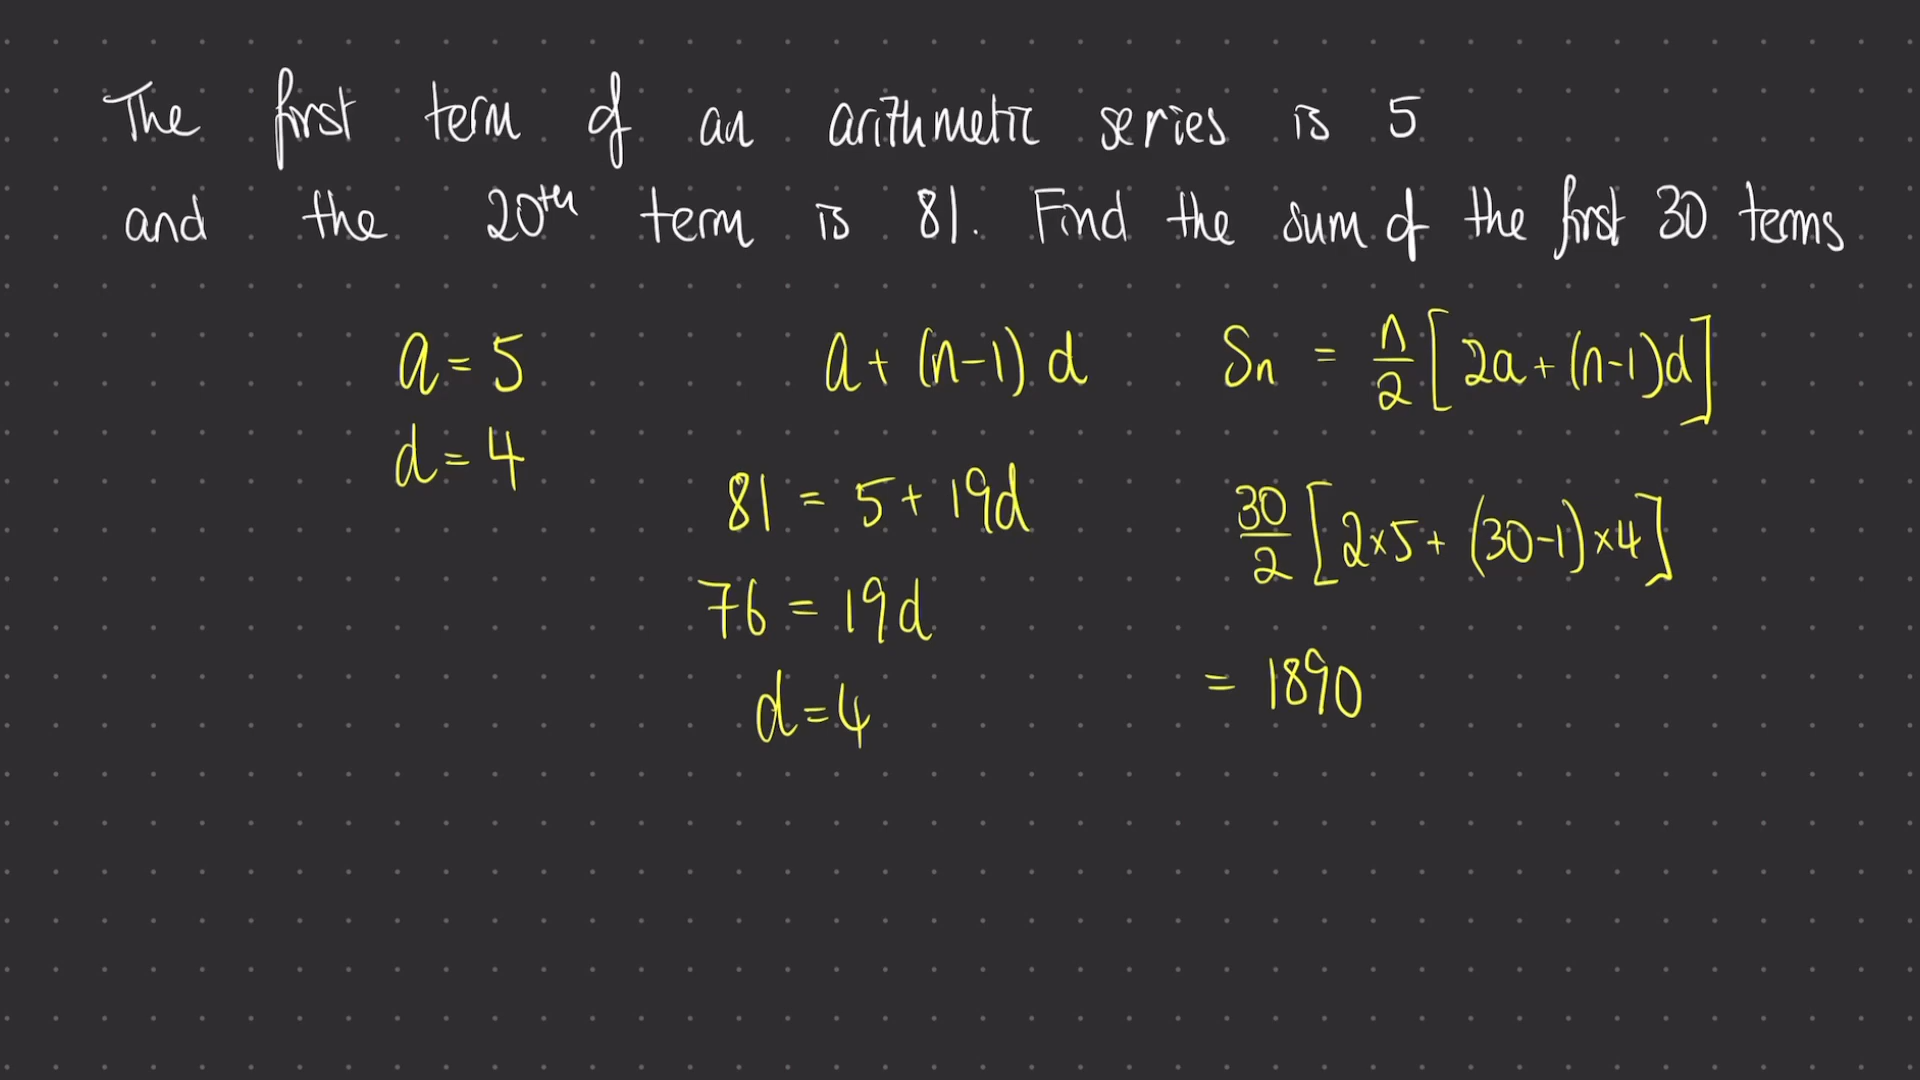 The first term of an arithmetic series is 5
and the 20th term is 81. Find the sum of the first 30 terms
a = 5
d = 4
a + (n-1) d
81 = 5 + 19d
76 = 19d
d = 4
Sn = n/2 [2a + (n-1)d]
30/2 [2×5 + (30-1)×4]
= 1890